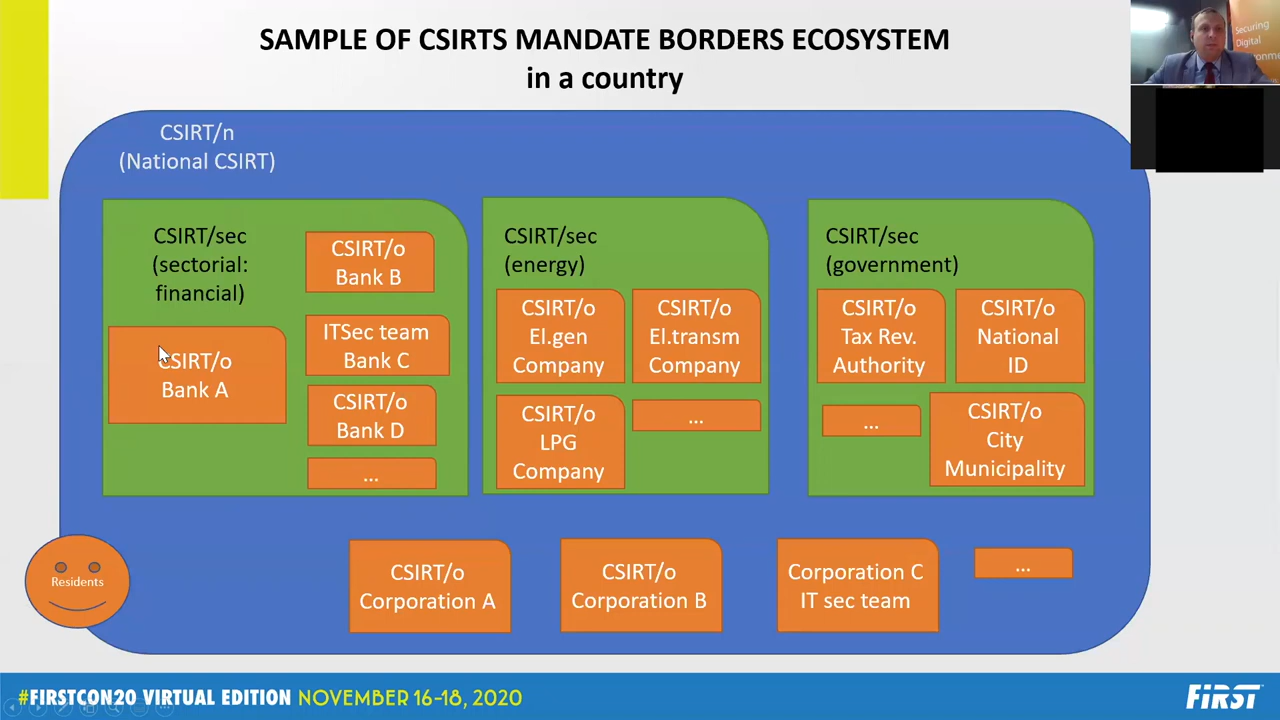 SAMPLE OF CSIRTS MANDATE BORDERS ECOSYSTEM
in a country
Securing
Digital
CSIRT/n
(National CSIRT)
CSIRT/sec
(sectorial:
financial)
CSIRT/o
Bank A
CSIRT/o
Bank B
ITSec team
Bank C
CSIRT/o
Bank D
...
CSIRT/sec
(energy)
CSIRT/o
El.gen
Company
CSIRT/o
El.transm
Company
CSIRT/o
LPG
Company
...
CSIRT/sec
(government)
CSIRT/o
Tax Rev.
Authority
CSIRT/o
National
ID
...
CSIRT/o
City
Municipality
Residents
CSIRT/o
Corporation A
CSIRT/o
Corporation B
Corporation C
IT sec team
...
#FIRSTCON20 VIRTUAL EDITION NOVEMBER 16-18, 2020
FiRST